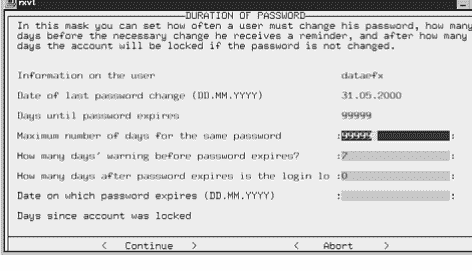 rxvt
DURATION OF PASSWORD
In this mask you can set how often a user must change his password, how many
days before the necessary change he receives a reminder, and after how many
days the account will be locked if the password is not changed.
Information on the user dataefx
Date of last password change (DD.MM.YYYY) 31.05.2000
Days until password expires 99999
Maximum number of days for the same password :99999 :
How many days' warning before password expires? :7 :
How many days after password expires is the login lo :0 :
Date on which password expires (DD.MM.YYYY) : :
Days since account was locked
< Continue > < Abort >